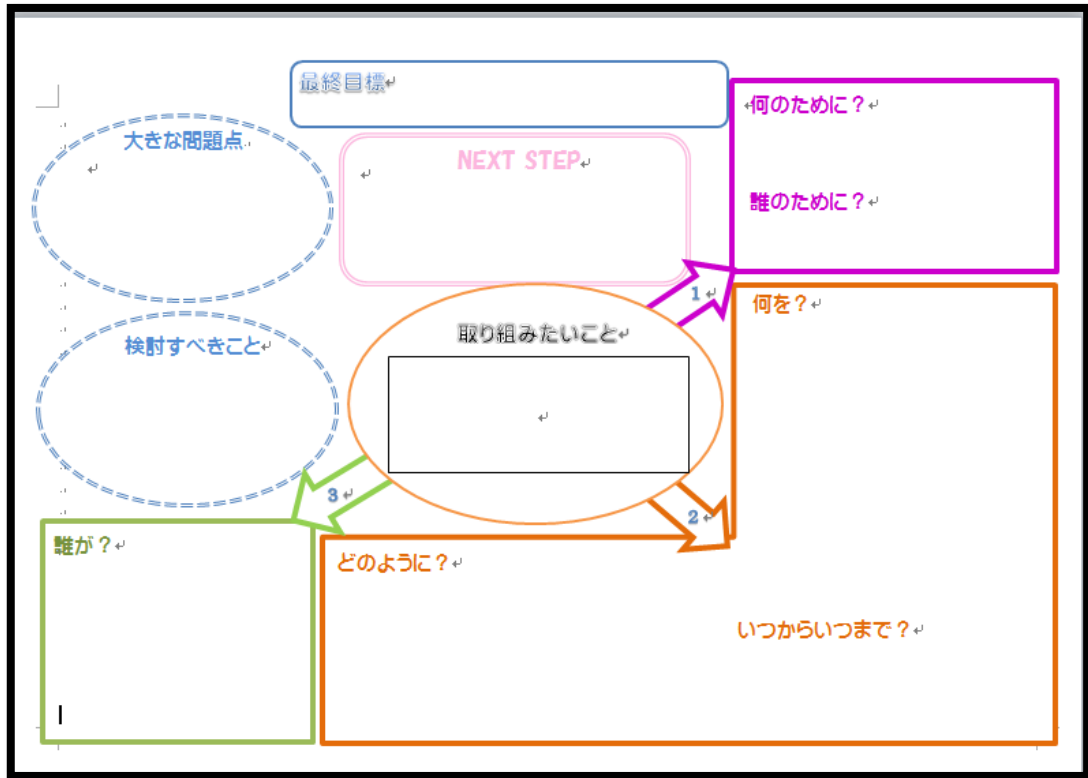 最終目標
何のために？
大きな問題点
NEXT STEP
誰のために？
1
何を？
取り組みたいこと
検討すべきこと
3
2
誰が？
どのように？
いつからいつまで？